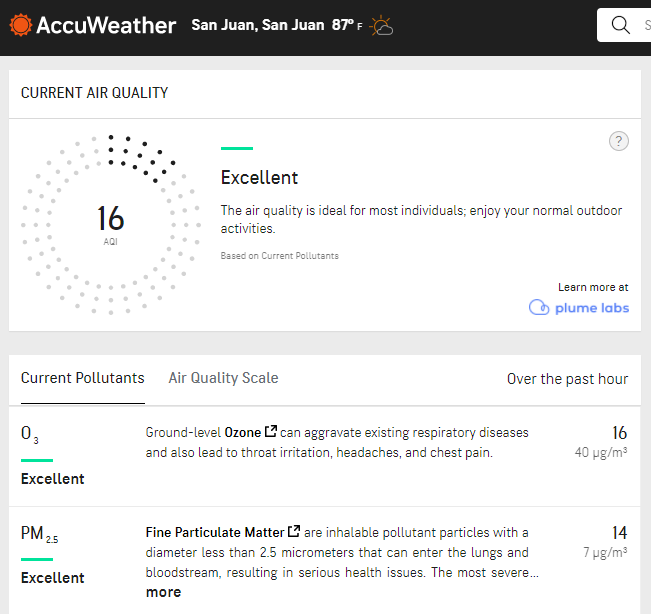 AccuWeather San Juan, San Juan 87° F
S
CURRENT AIR QUALITY
?
16
AQI
Excellent
The air quality is ideal for most individuals; enjoy your normal outdoor
activities.
Based on Current Pollutants
Learn more at
plume labs
Current Pollutants Air Quality Scale Over the past hour
O3
Excellent
Ground-level Ozone can aggravate existing respiratory diseases
and also lead to throat irritation, headaches, and chest pain.
16
40 µg/m³
PM2.5
Excellent
Fine Particulate Matter are inhalable pollutant particles with a
diameter less than 2.5 micrometers that can enter the lungs and
bloodstream, resulting in serious health issues. The most severe...
more
14
7 µg/m³